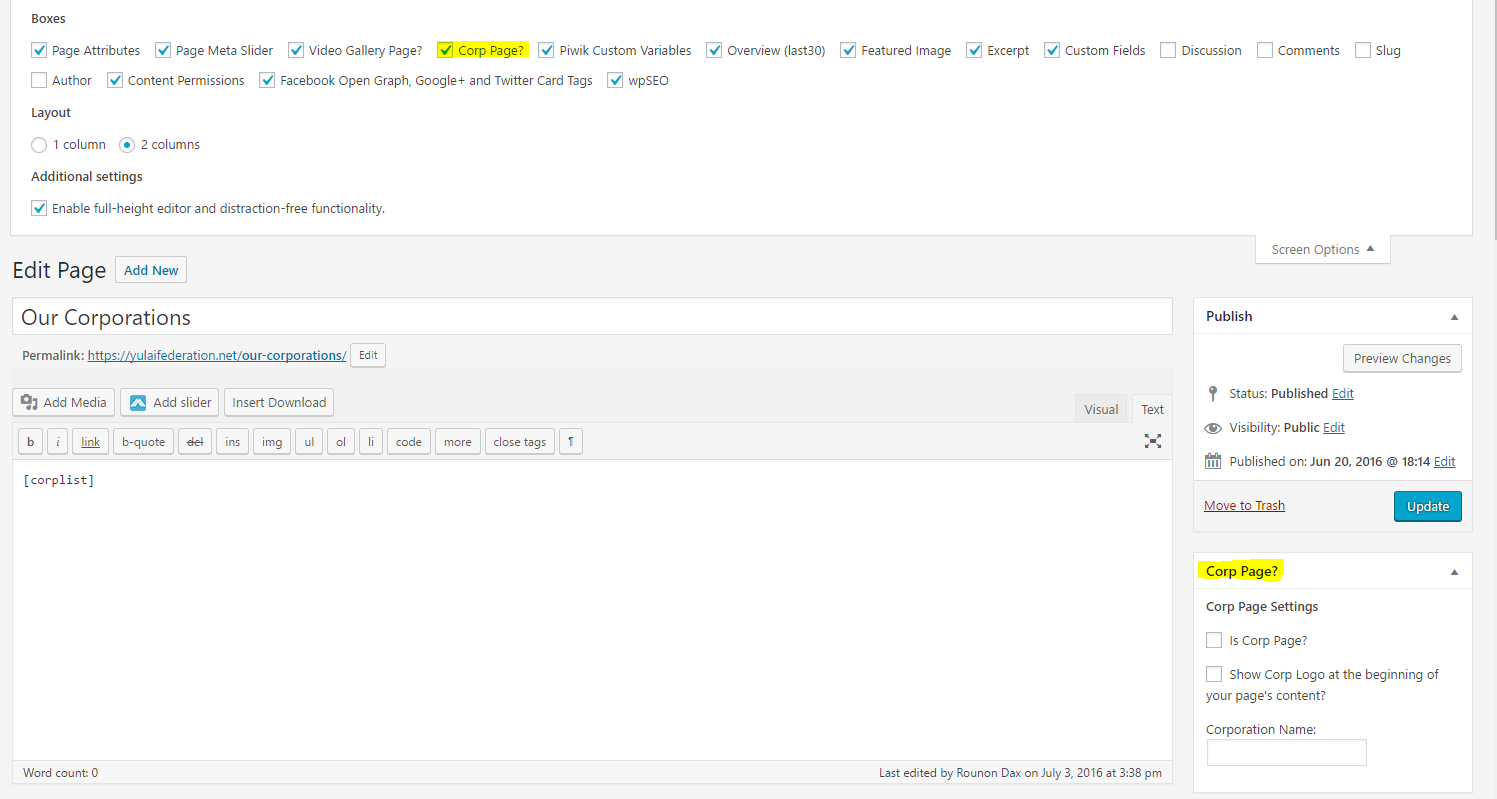 Boxes
Page Attributes Page Meta Slider Video Gallery Page? Corp Page? Piwik Custom Variables Overview (last30) Featured Image Excerpt Custom Fields Discussion Comments Slug
Author Content Permissions Facebook Open Graph, Google+ and Twitter Card Tags wpSEO
Layout
1 column 2 columns
Additional settings
Enable full-height editor and distraction-free functionality.
Screen Options
Edit Page Add New
Our Corporations
Permalink: https://yulaifederation.net/our-corporations/ Edit
Add Media Add slider Insert Download
Visual Text
b i link b-quote del ins img ul ol li code more close tags ¶
[corplist]
Word count: 0
Last edited by Rounon Dax on July 3, 2016 at 3:38 pm
Publish
Preview Changes
Status: Published Edit
Visibility: Public Edit
Published on: Jun 20, 2016 @ 18:14 Edit
Move to Trash Update
Corp Page?
Corp Page Settings
Is Corp Page?
Show Corp Logo at the beginning of
your page's content?
Corporation Name: